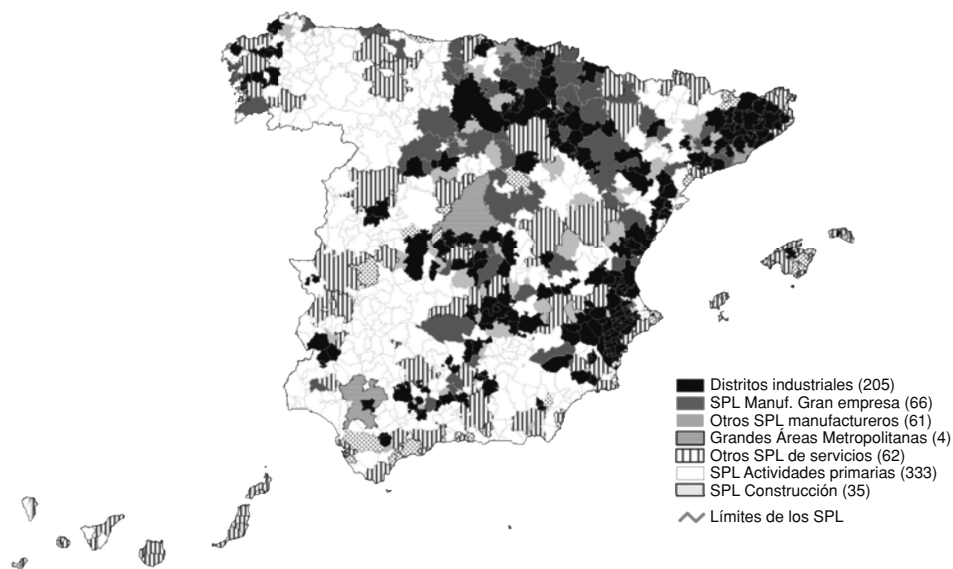 Distritos industriales (205)
SPL Manuf. Gran empresa (66)
Otros SPL manufactureros (61)
Grandes Áreas Metropolitanas (4)
Otros SPL de servicios (62)
SPL Actividades primarias (333)
SPL Construcción (35)
Límites de los SPL